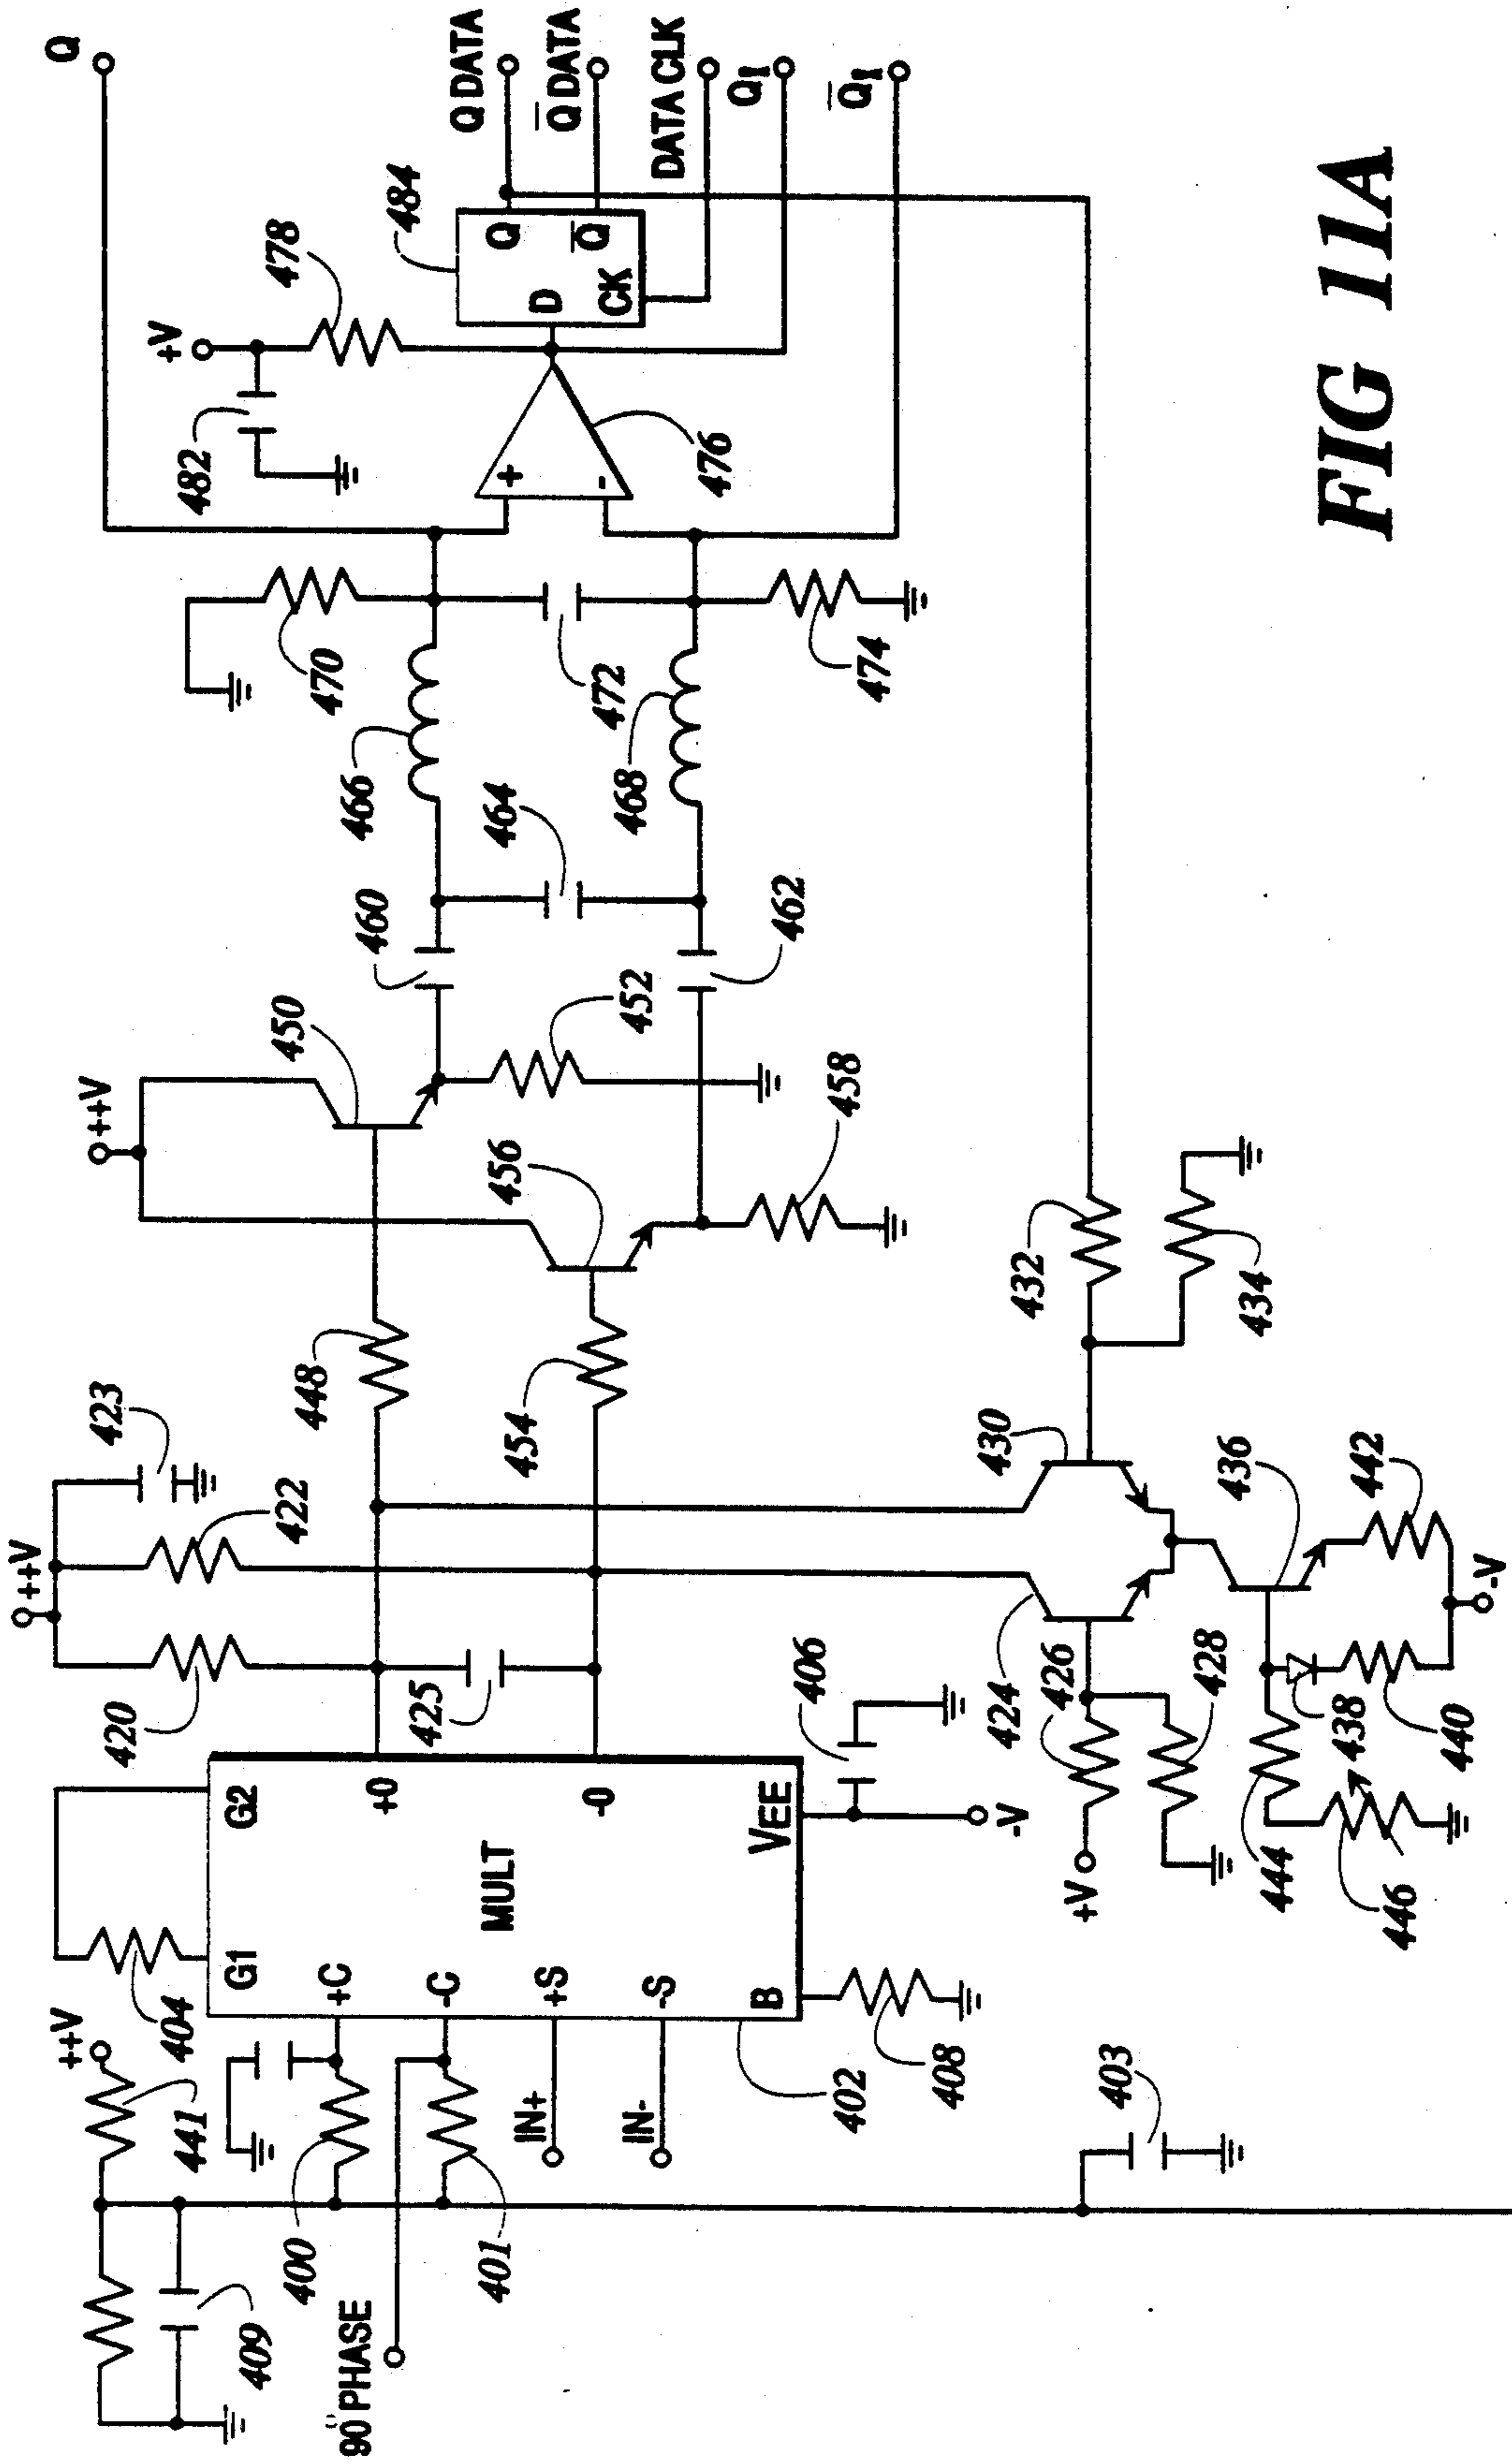 Q
Q DATA
Q̅ DATA
DATA CLK
Q_I
Q̅_I
484
Q
Q̅
D
CK
478
+V
482
+
-
476
470
472
474
466
464
468
460
462
450
452
++V
456
458
448
454
432
434
423
422
++V
420
425
430
436
442
424
426
428
438
440
-V
444
446
+V
406
-V
G2
+0
-0
VEE
MULT
G1
+C
-C
+S
-S
B
404
++V
441
IN+
IN-
402
408
403
400
401
409
90 PHASE
FIG 11A